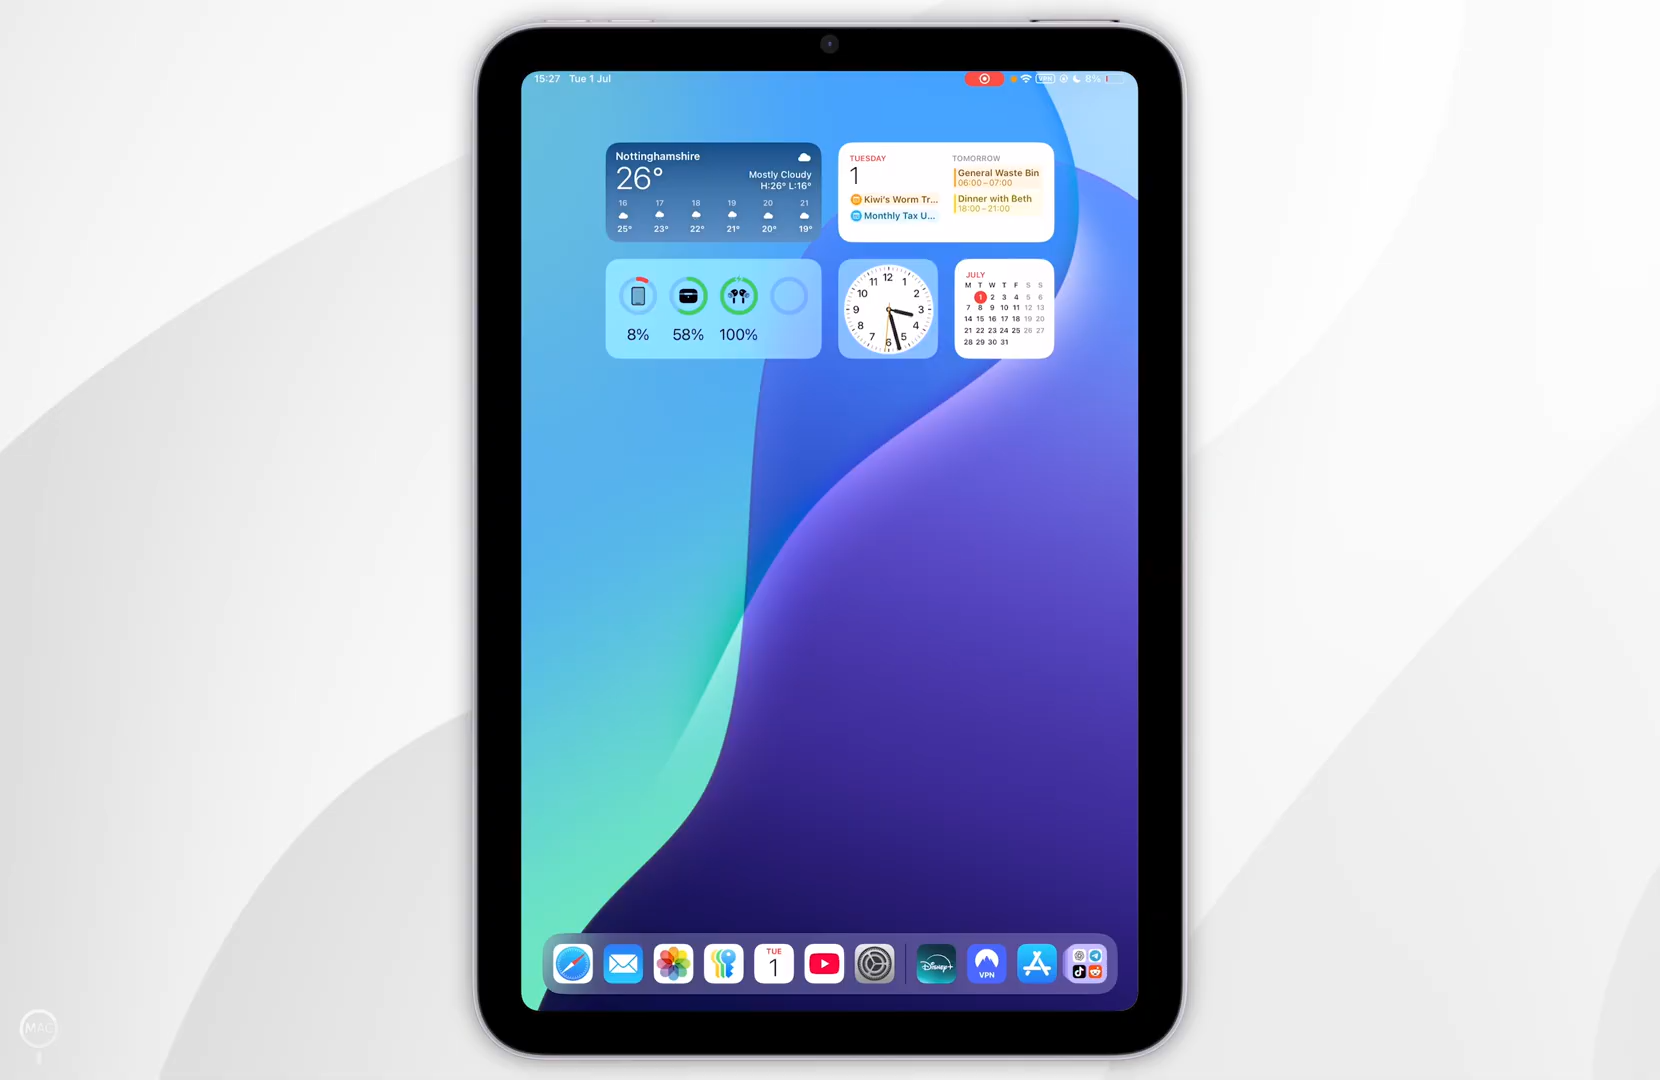 15:27 Tue 1 Jul
VPN 8%
Nottinghamshire
26°
Mostly Cloudy
H:26° L:16°
16 17 18 19 20 21
25° 23° 22° 21° 20° 19°
TUESDAY
1
Kiwi's Worm Tr...
Monthly Tax U...
TOMORROW
General Waste Bin
06:00–07:00
Dinner with Beth
18:00–21:00
8% 58% 100%
12
1
2
3
4
5
6
7
8
9
10
11
JULY
M T W T F S S
1 2 3 4 5 6
7 8 9 10 11 12 13
14 15 16 17 18 19 20
21 22 23 24 25 26 27
28 29 30 31
TUE
1
Disney+
VPN
MAC